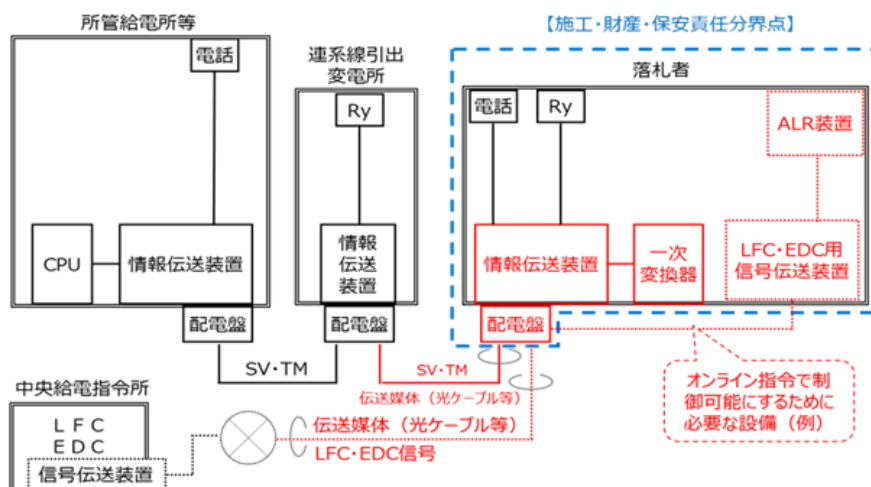 所管給電所等
電話
CPU
情報伝送装置
配電盤
連系線引出
変電所
Ry
情報
伝送
装置
配電盤
SV・TM
【施工・財産・保安責任分界点】
落札者
電話
Ry
ALR装置
情報伝送装置
一次
変換器
LFC・EDC用
信号伝送装置
配電盤
SV・TM
伝送媒体（光ケーブル等）
オンライン指令で制
御可能にするために
必要な設備（例）
中央給電指令所
ＬＦＣ
ＥＤＣ
信号伝送装置
伝送媒体（光ケーブル等）
LFC・EDC信号